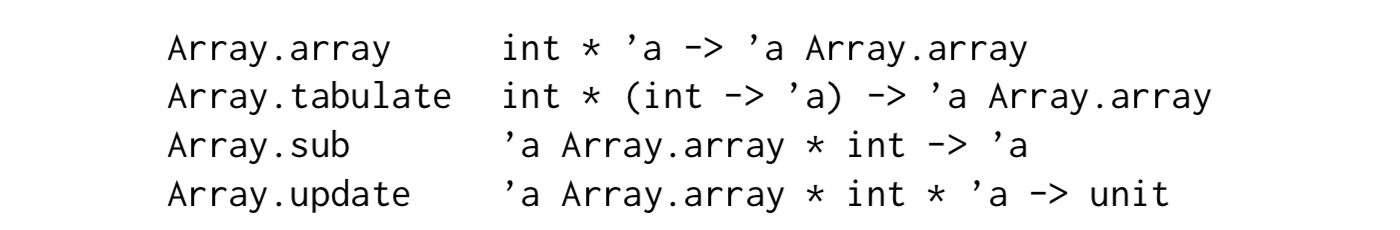 Array.array int * ’a -> ’a Array.array
Array.tabulate int * (int -> ’a) -> ’a Array.array
Array.sub ’a Array.array * int -> ’a
Array.update ’a Array.array * int * ’a -> unit